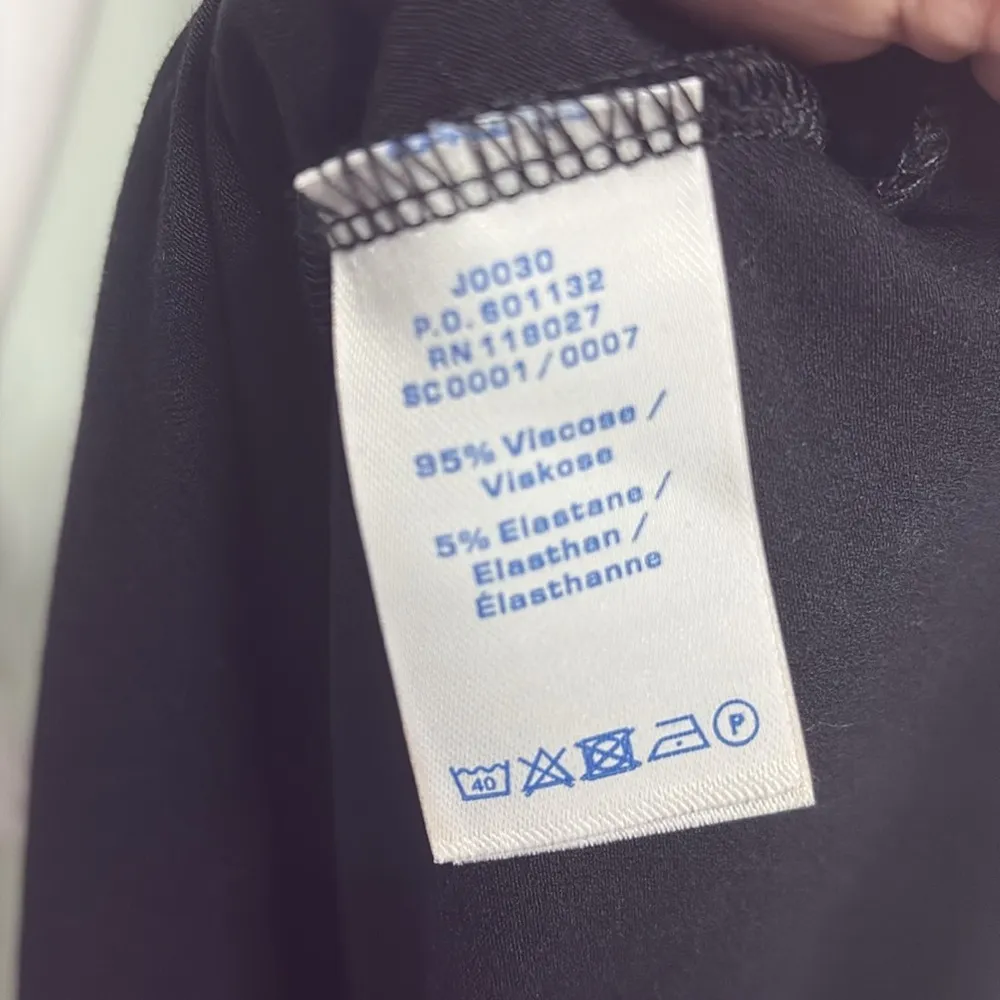 J0030
P.O. 601132
RN 118027
SC0001/0007
95% Viscose /
Viskose
5% Elastane /
Elasthan /
Élasthanne
40
P